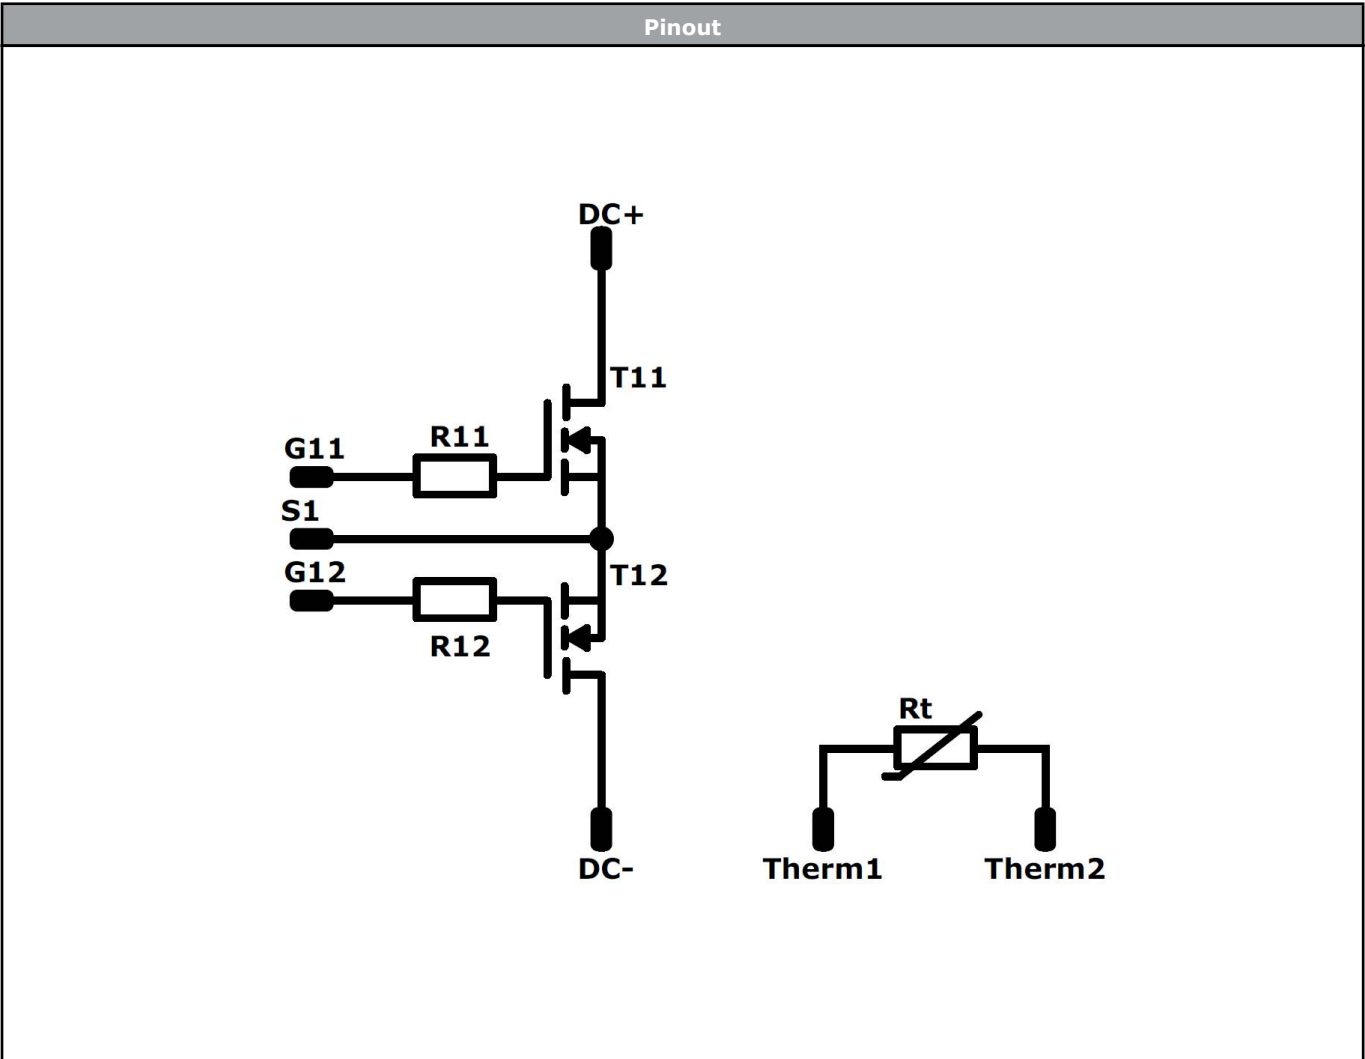 Pinout
DC+
T11
R11
G11
S1
G12
T12
R12
Rt
DC-
Therm1
Therm2